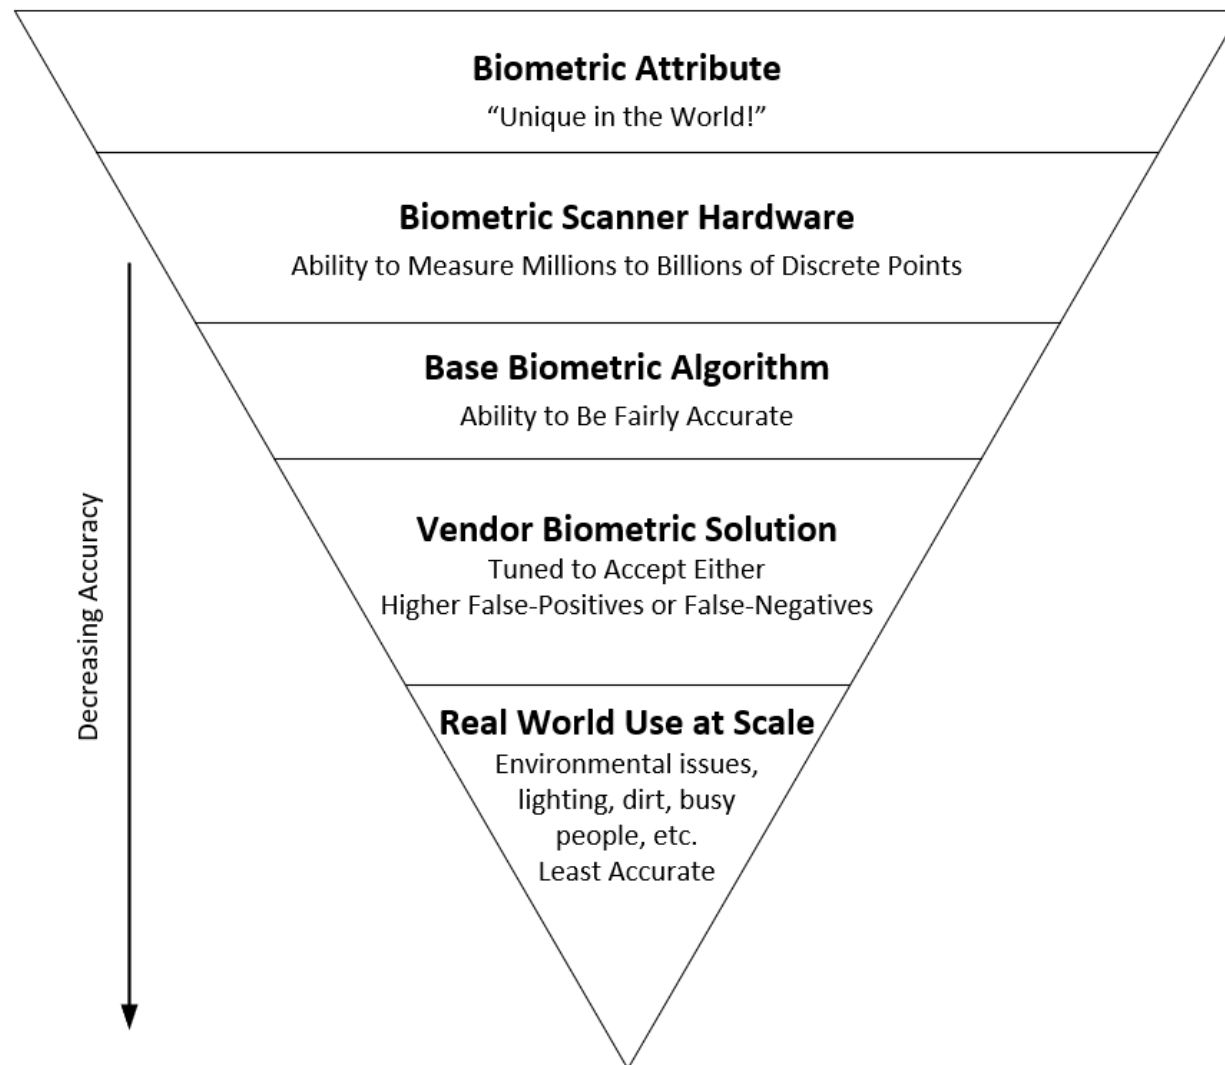 Biometric Attribute
“Unique in the World!”
Biometric Scanner Hardware
Ability to Measure Millions to Billions of Discrete Points
Base Biometric Algorithm
Ability to Be Fairly Accurate
Vendor Biometric Solution
Tuned to Accept Either
Higher False-Positives or False-Negatives
Real World Use at Scale
Environmental issues,
lighting, dirt, busy
people, etc.
Least Accurate
Decreasing Accuracy